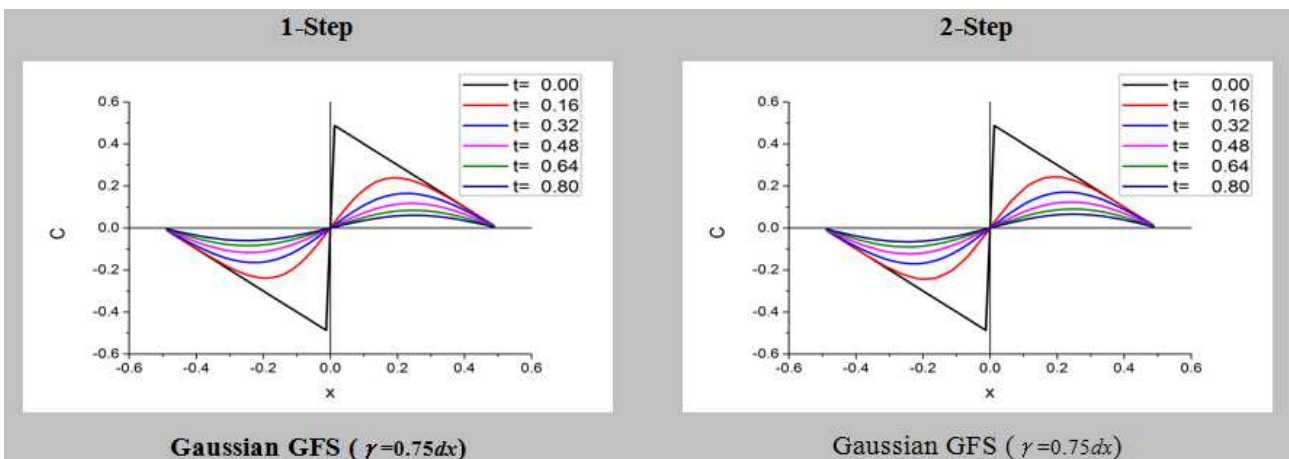 1-Step
t= 0.00
t= 0.16
t= 0.32
t= 0.48
t= 0.64
t= 0.80
0.6
0.4
0.2
0.0
-0.2
-0.4
-0.6
C
-0.6 -0.4 -0.2 0.0 0.2 0.4 0.6
x
Gaussian GFS ( γ=0.75dx)
2-Step
t= 0.00
t= 0.16
t= 0.32
t= 0.48
t= 0.64
t= 0.80
0.6
0.4
0.2
0.0
-0.2
-0.4
-0.6
C
-0.6 -0.4 -0.2 0.0 0.2 0.4 0.6
x
Gaussian GFS ( γ=0.75dx)